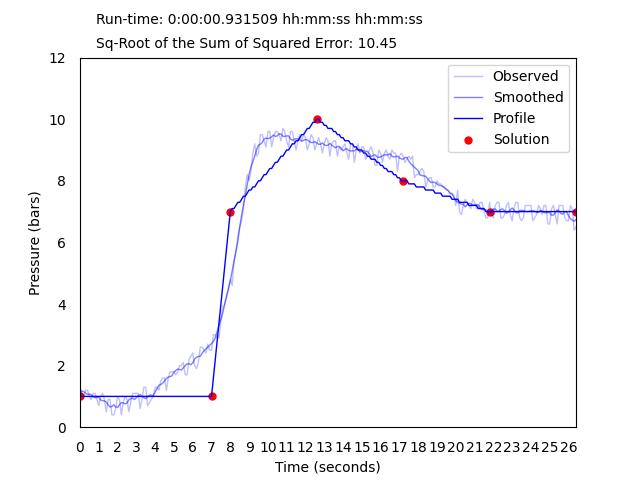 Run-time: 0:00:00.931509 hh:mm:ss hh:mm:ss
Sq-Root of the Sum of Squared Error: 10.45
12
10
8
6
4
2
0
Pressure (bars)
Observed
Smoothed
Profile
Solution
0 1 2 3 4 5 6 7 8 9 10 11 12 13 14 15 16 17 18 19 20 21 22 23 24 25 26
Time (seconds)